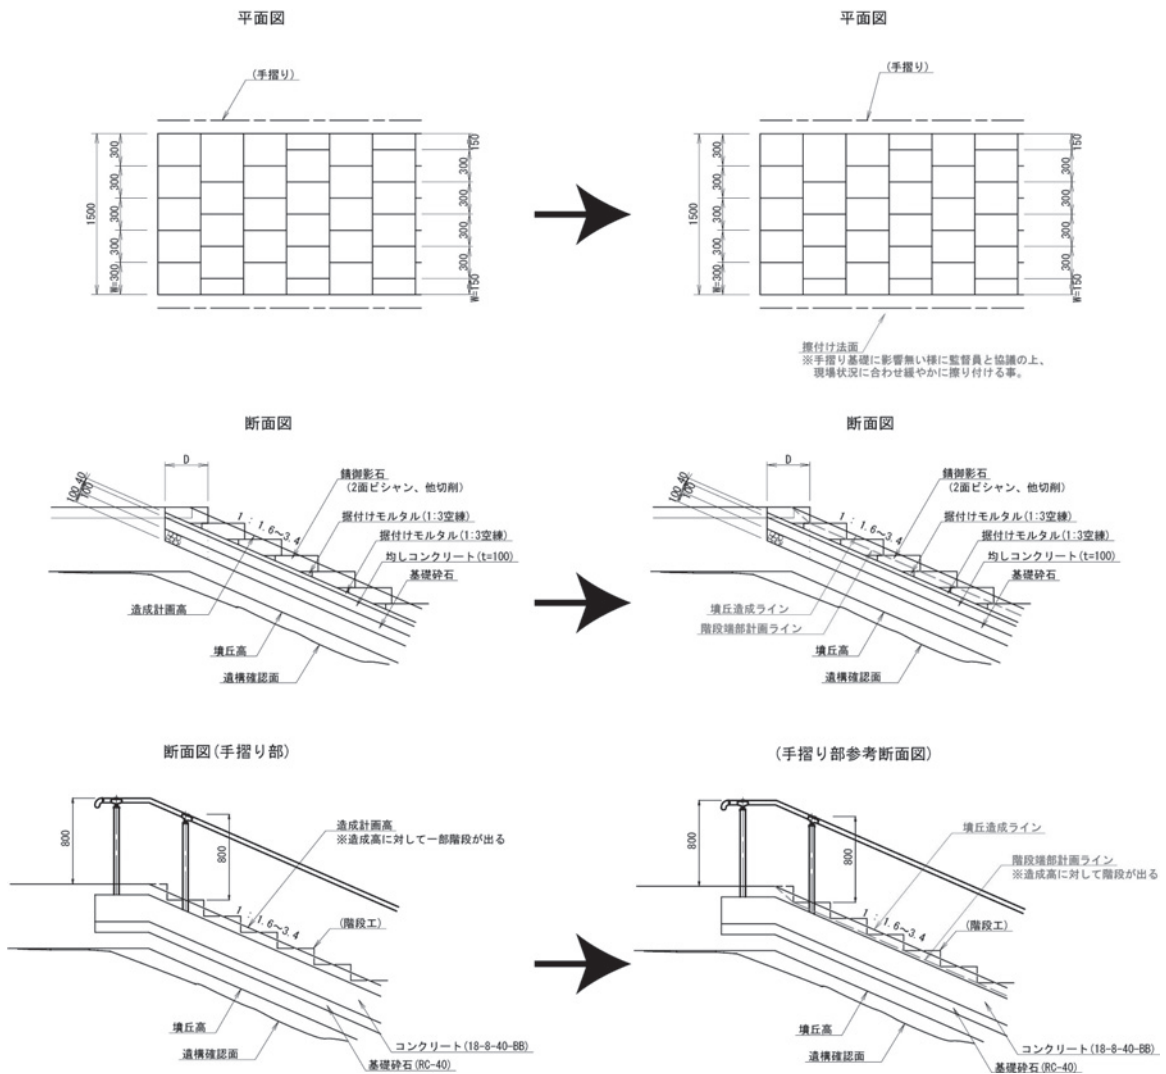 平面図
(手摺り)
1500
300
300
300
300
W=300
150
300
300
300
300
W=150
平面図
(手摺り)
1500
300
300
300
300
W=300
150
300
300
300
300
W=150
擦付け法面
※手摺り基礎に影響無い様に監督員と協議の上、
現場状況に合わせ緩やかに擦り付ける事。
断面図
D
100
40
100
1:1.6~3.4
錆御影石
(2面ビシャン、他切削)
据付けモルタル(1:3空練)
据付けモルタル(1:3空練)
均しコンクリート(t=100)
基礎砕石
造成計画高
墳丘高
遺構確認面
断面図
D
100
40
100
1:1.6~3.4
錆御影石
(2面ビシャン、他切削)
据付けモルタル(1:3空練)
据付けモルタル(1:3空練)
均しコンクリート(t=100)
基礎砕石
墳丘造成ライン
階段端部計画ライン
墳丘高
遺構確認面
断面図(手摺り部)
800
800
造成計画高
※造成高に対して一部階段が出る
1:1.6~3.4
(階段工)
墳丘高
遺構確認面
コンクリート(18-8-40-BB)
基礎砕石(RC-40)
(手摺り部参考断面図)
800
800
墳丘造成ライン
階段端部計画ライン
※造成高に対して階段が出る
1:1.6~3.4
(階段工)
墳丘高
遺構確認面
コンクリート(18-8-40-BB)
基礎砕石(RC-40)